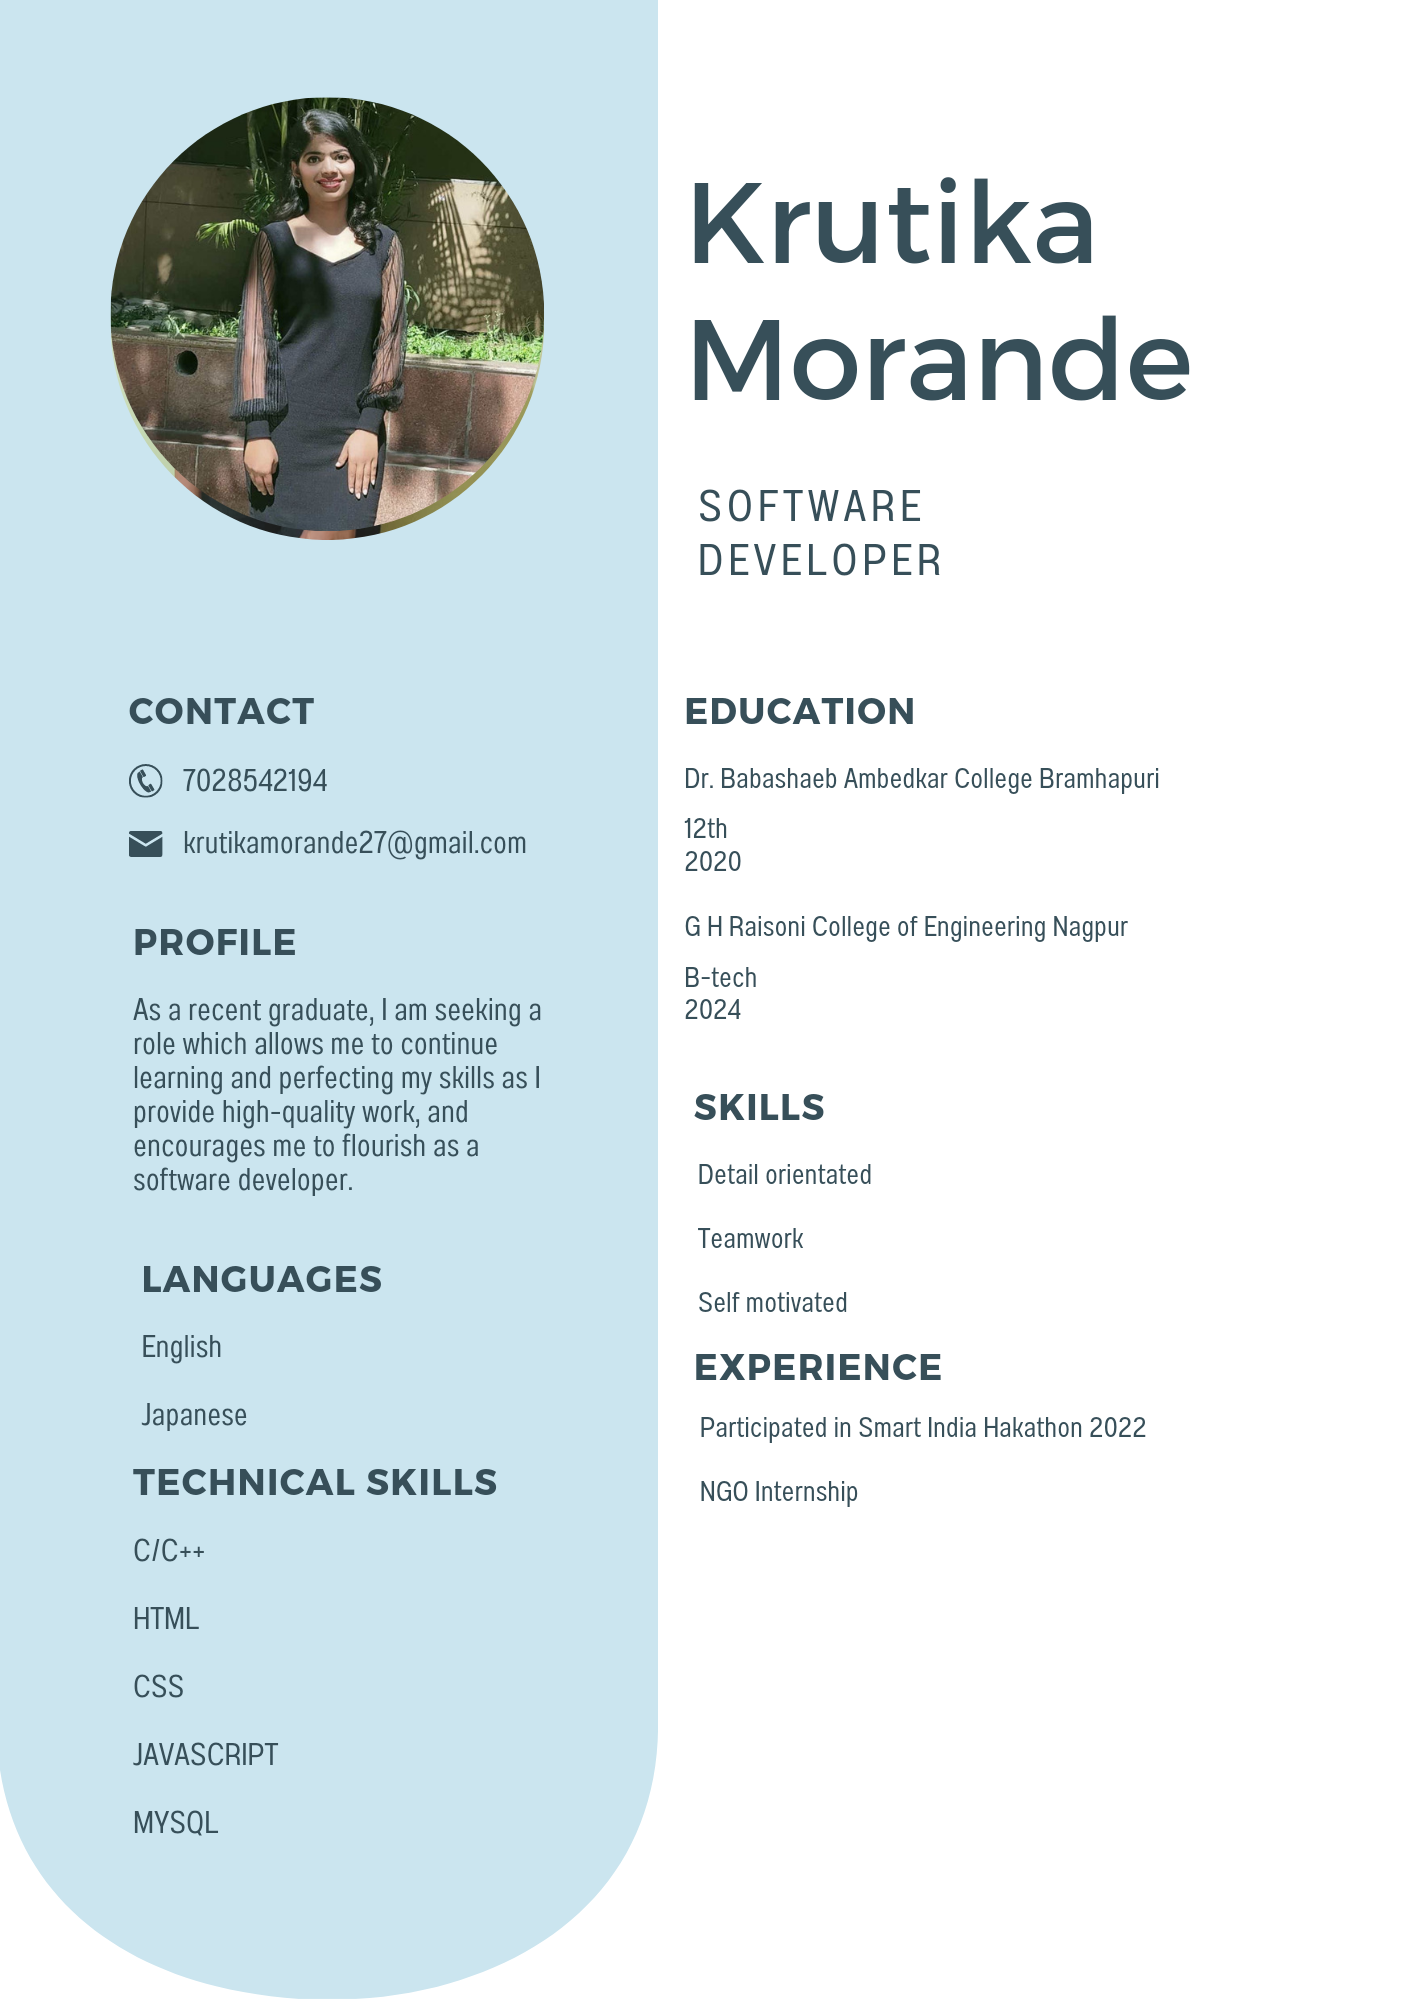 Krutika
Morande
SOFTWARE
DEVELOPER
CONTACT
7028542194
krutikamorande27@gmail.com
PROFILE
As a recent graduate, I am seeking a
role which allows me to continue
learning and perfecting my skills as I
provide high-quality work, and
encourages me to flourish as a
software developer.
LANGUAGES
English
Japanese
TECHNICAL SKILLS
C/C++
HTML
CSS
JAVASCRIPT
MYSQL
EDUCATION
Dr. Babashaeb Ambedkar College Bramhapuri
12th
2020
G H Raisoni College of Engineering Nagpur
B-tech
2024
SKILLS
Detail orientated
Teamwork
Self motivated
EXPERIENCE
Participated in Smart India Hakathon 2022
NGO Internship